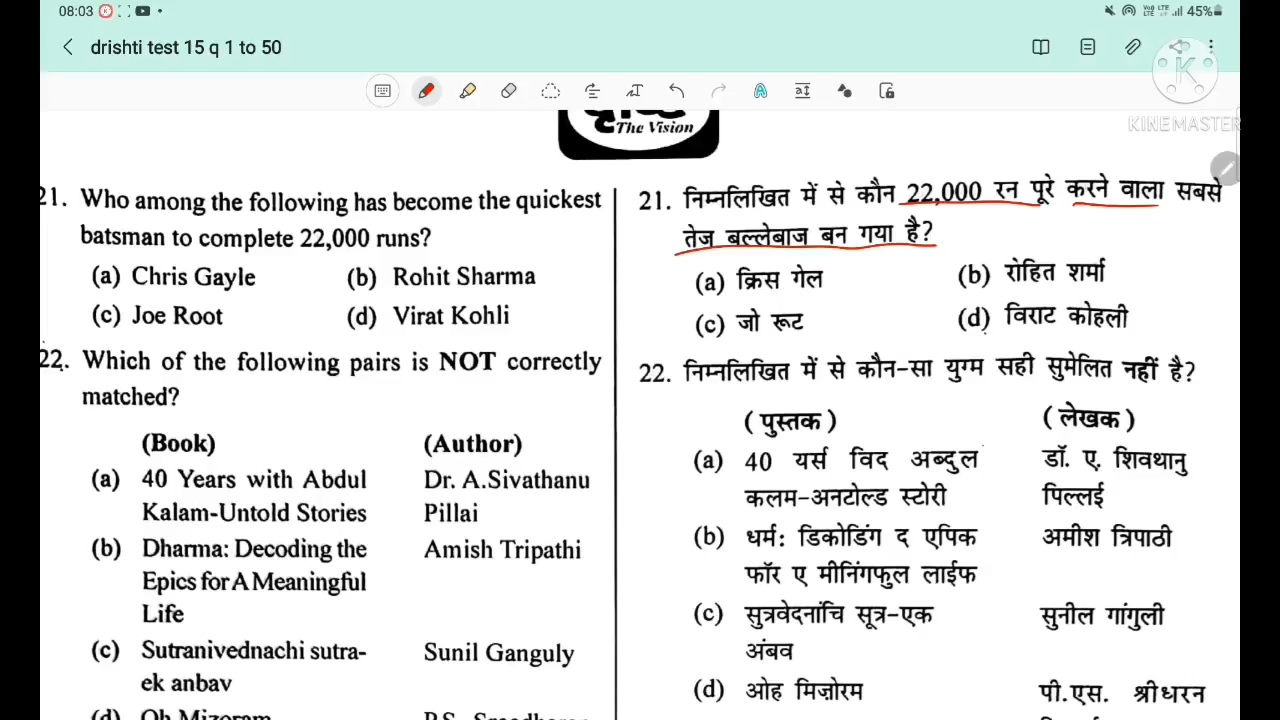 08:03
45%
drishti test 15 q 1 to 50
KINEMASTER
The Vision
21. Who among the following has become the quickest
batsman to complete 22,000 runs?
(a) Chris Gayle (b) Rohit Sharma
(c) Joe Root (d) Virat Kohli
22. Which of the following pairs is NOT correctly
matched?
(Book) (Author)
(a) 40 Years with Abdul Dr. A.Sivathanu
Kalam-Untold Stories Pillai
(b) Dharma: Decoding the Amish Tripathi
Epics for A Meaningful
Life
(c) Sutranivednachi sutra- Sunil Ganguly
ek anbav
(d) Oh Mizoram P.S.
21. निम्नलिखित में से कौन 22,000 रन पूरे करने वाला सबसे
तेज बल्लेबाज बन गया है?
(a) क्रिस गेल (b) रोहित शर्मा
(c) जो रूट (d) विराट कोहली
22. निम्नलिखित में से कौन-सा युग्म सही सुमेलित नहीं है?
(पुस्तक) (लेखक)
(a) 40 यर्स विद अब्दुल डॉ. ए. शिवथानु
कलम-अनटोल्ड स्टोरी पिल्लई
(b) धर्म: डिकोडिंग द एपिक अमीश त्रिपाठी
फॉर ए मीनिंगफुल लाईफ
(c) सुत्रवेदनांचि सूत्र-एक सुनील गांगुली
अंबव
(d) ओह मिज़ोरम पी.एस. श्रीधरन